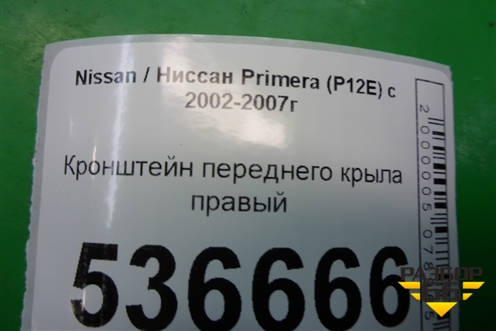 Nissan / Ниссан Primera (P12E) с
2002-2007г
Кронштейн переднего крыла
правый
536666